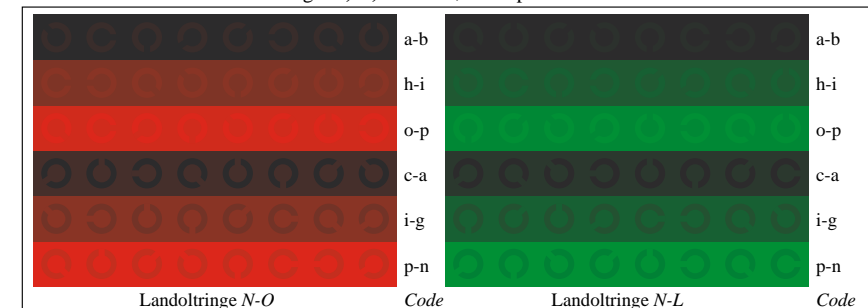 a-b a-b
h-i h-i
o-p o-p
c-a c-a
i-g i-g
p-n p-n
Landoltringe N-O Code Landoltringe N-L Code